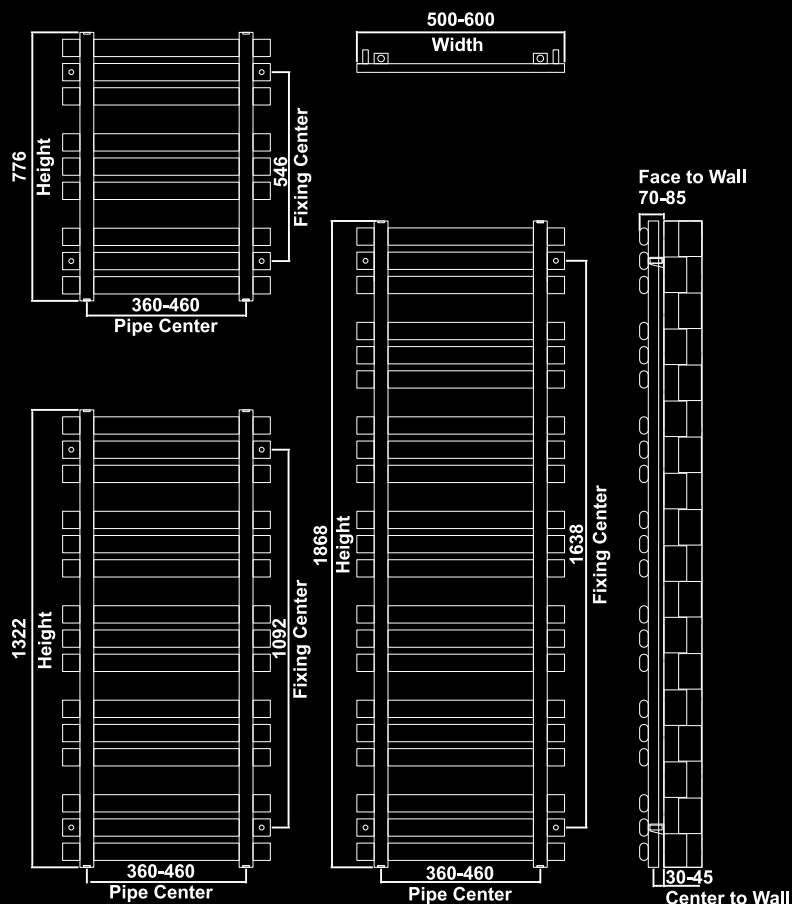 500-600
Width
776
Height
546
Fixing Center
360-460
Pipe Center
Face to Wall
70-85
1868
Height
1638
Fixing Center
1322
Height
1092
Fixing Center
360-460
Pipe Center
360-460
Pipe Center
30-45
Center to Wall